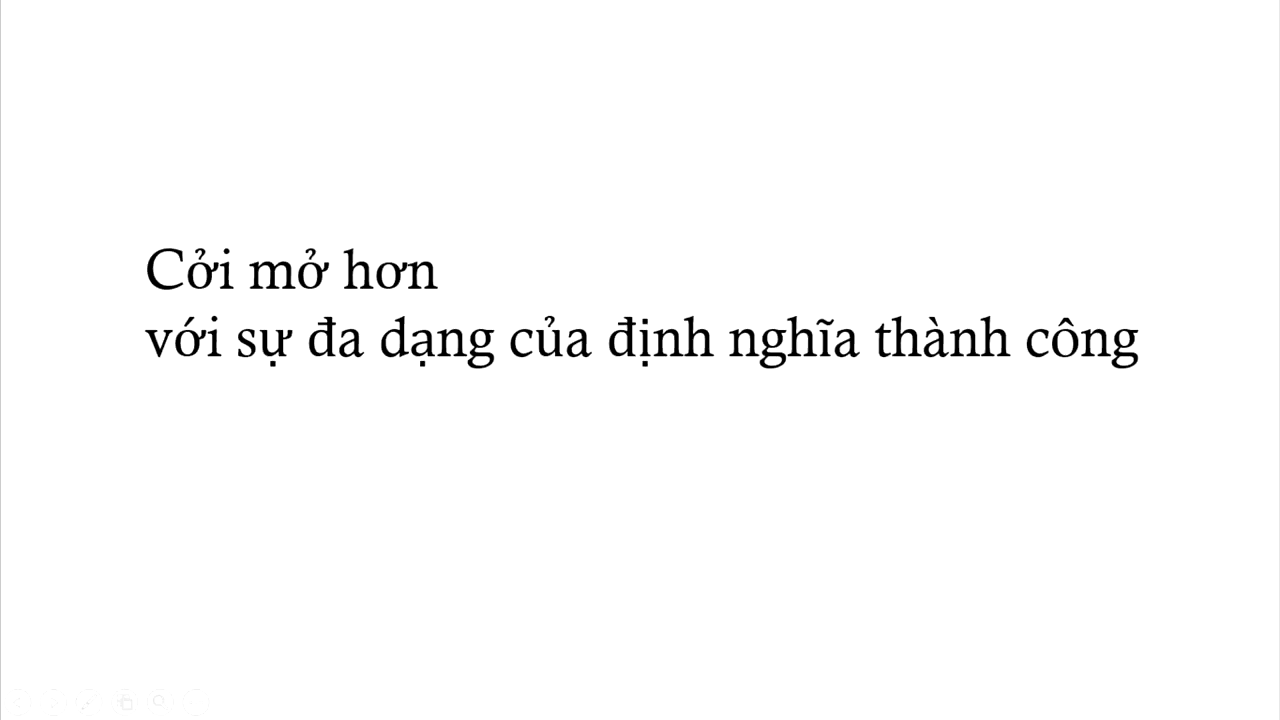 Cởi mở hơn
với sự đa dạng của định nghĩa thành công